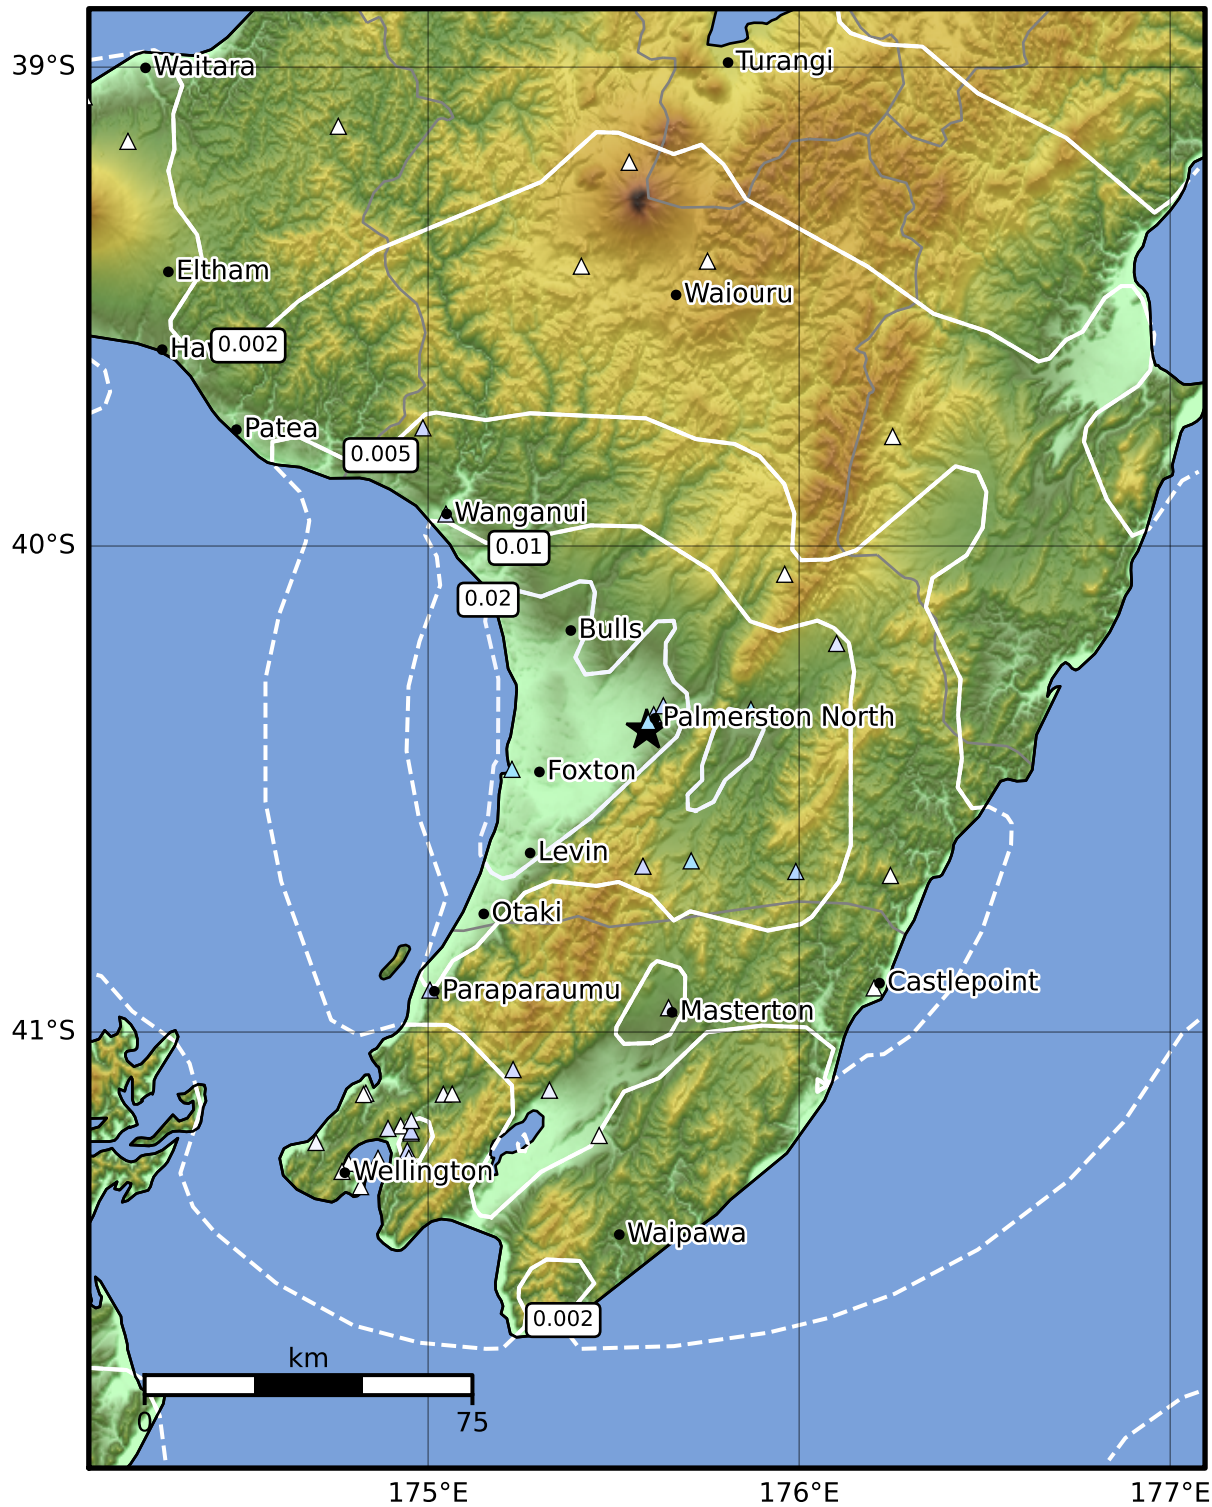 39°S
Waitara
Turangi
Eltham
Waiouru
Ha
0.002
Patea
0.005
Wanganui
40°S
0.01
0.02
Bulls
Palmerston North
Foxton
Levin
Otaki
Castlepoint
Paraparaumu
Masterton
41°S
Wellington
Waipawa
0.002
km
0
75
175°E
176°E
177°E